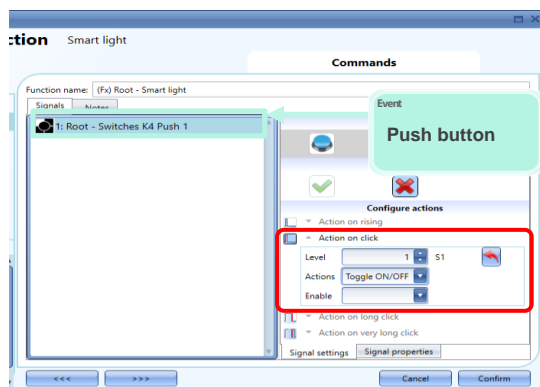 ction Smart light
Commands
Function name: (Fx) Root - Smart light
Signals Notes
Event
Push button
1: Root - Switches K4 Push 1
Configure actions
Action on rising
Action on click
Level 1 S1
Actions Toggle ON/OFF
Enable
Action on long click
Action on very long click
Signal settings Signal properties
<<< >>> Cancel Confirm